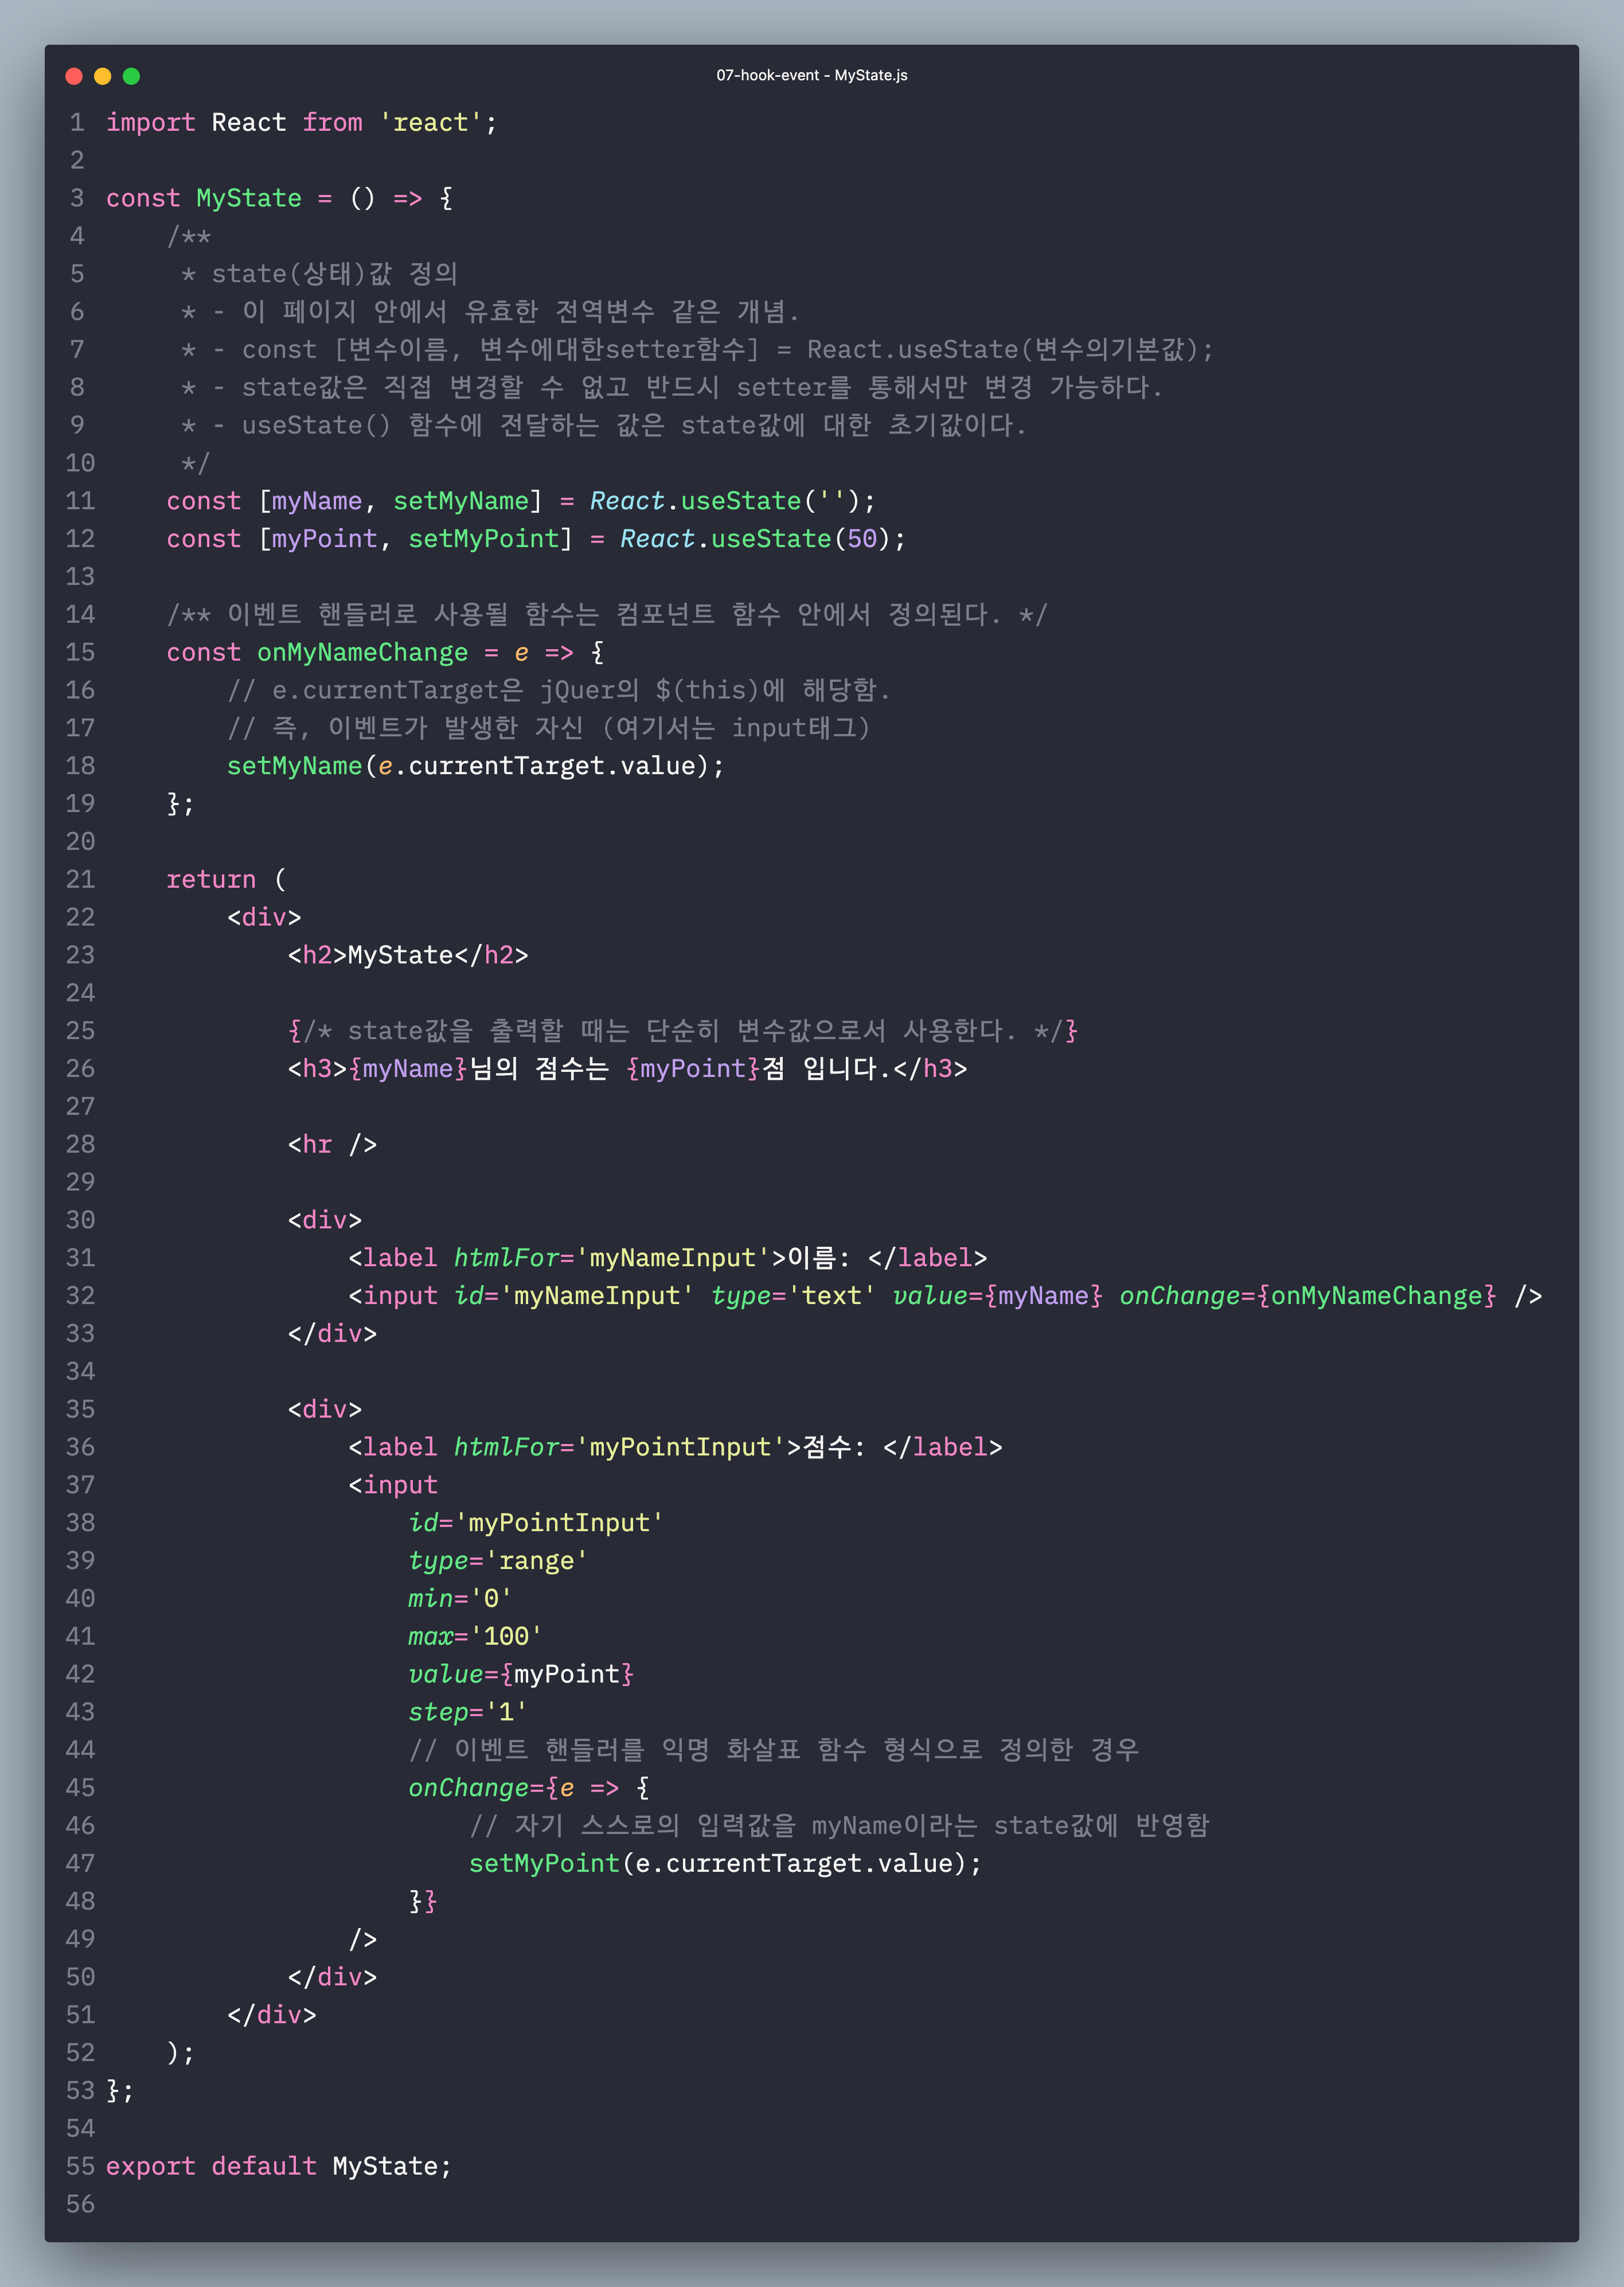 07-hook-event - MyState.js
1 import React from 'react';
2
3 const MyState = () => {
4     /**
5      * state(상태)값 정의
6      * - 이 페이지 안에서 유효한 전역변수 같은 개념.
7      * - const [변수이름, 변수에대한setter함수] = React.useState(변수의기본값);
8      * - state값은 직접 변경할 수 없고 반드시 setter를 통해서만 변경 가능하다.
9      * - useState() 함수에 전달하는 값은 state값에 대한 초기값이다.
10      */
11     const [myName, setMyName] = React.useState('');
12     const [myPoint, setMyPoint] = React.useState(50);
13
14     /** 이벤트 핸들러로 사용될 함수는 컴포넌트 함수 안에서 정의된다. */
15     const onMyNameChange = e => {
16         // e.currentTarget은 jQuer의 $(this)에 해당함.
17         // 즉, 이벤트가 발생한 자신 (여기서는 input태그)
18         setMyName(e.currentTarget.value);
19     };
20
21     return (
22         <div>
23             <h2>MyState</h2>
24
25             {/* state값을 출력할 때는 단순히 변수값으로서 사용한다. */}
26             <h3>{myName}님의 점수는 {myPoint}점 입니다.</h3>
27
28             <hr />
29
30             <div>
31                 <label htmlFor='myNameInput'>이름: </label>
32                 <input id='myNameInput' type='text' value={myName} onChange={onMyNameChange} />
33             </div>
34
35             <div>
36                 <label htmlFor='myPointInput'>점수: </label>
37                 <input
38                     id='myPointInput'
39                     type='range'
40                     min='0'
41                     max='100'
42                     value={myPoint}
43                     step='1'
44                     // 이벤트 핸들러를 익명 화살표 함수 형식으로 정의한 경우
45                     onChange={e => {
46                         // 자기 스스로의 입력값을 myName이라는 state값에 반영함
47                         setMyPoint(e.currentTarget.value);
48                     }}
49                 />
50             </div>
51         </div>
52     );
53 };
54
55 export default MyState;
56